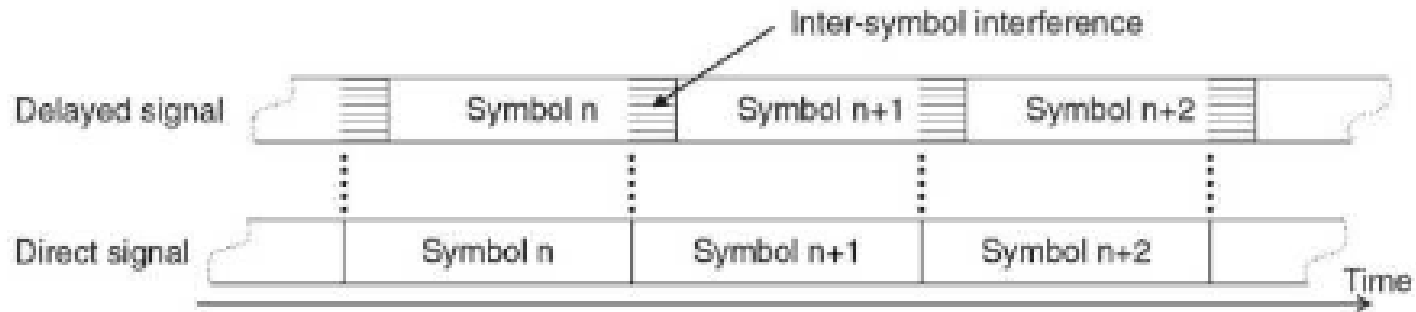 Inter-symbol interference
Delayed signal
Symbol n
Symbol n+1
Symbol n+2
Direct signal
Symbol n
Symbol n+1
Symbol n+2
Time